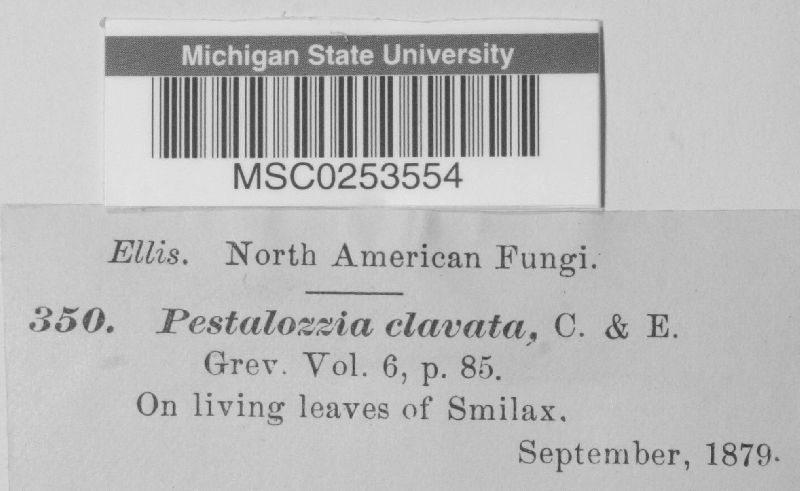 Michigan State University
MSC0253554
Ellis. North American Fungi.
350. Pestalozzia clavata, C. & E.
Grev. Vol. 6, p. 85.
On living leaves of Smilax.
September, 1879.